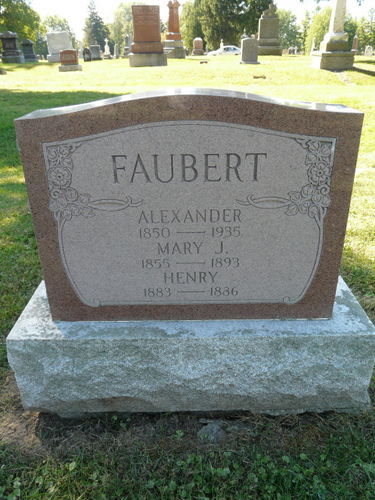 FAUBERT
ALEXANDER
1850 — 1935
MARY J.
1855 — 1893
HENRY
1883 — 1886